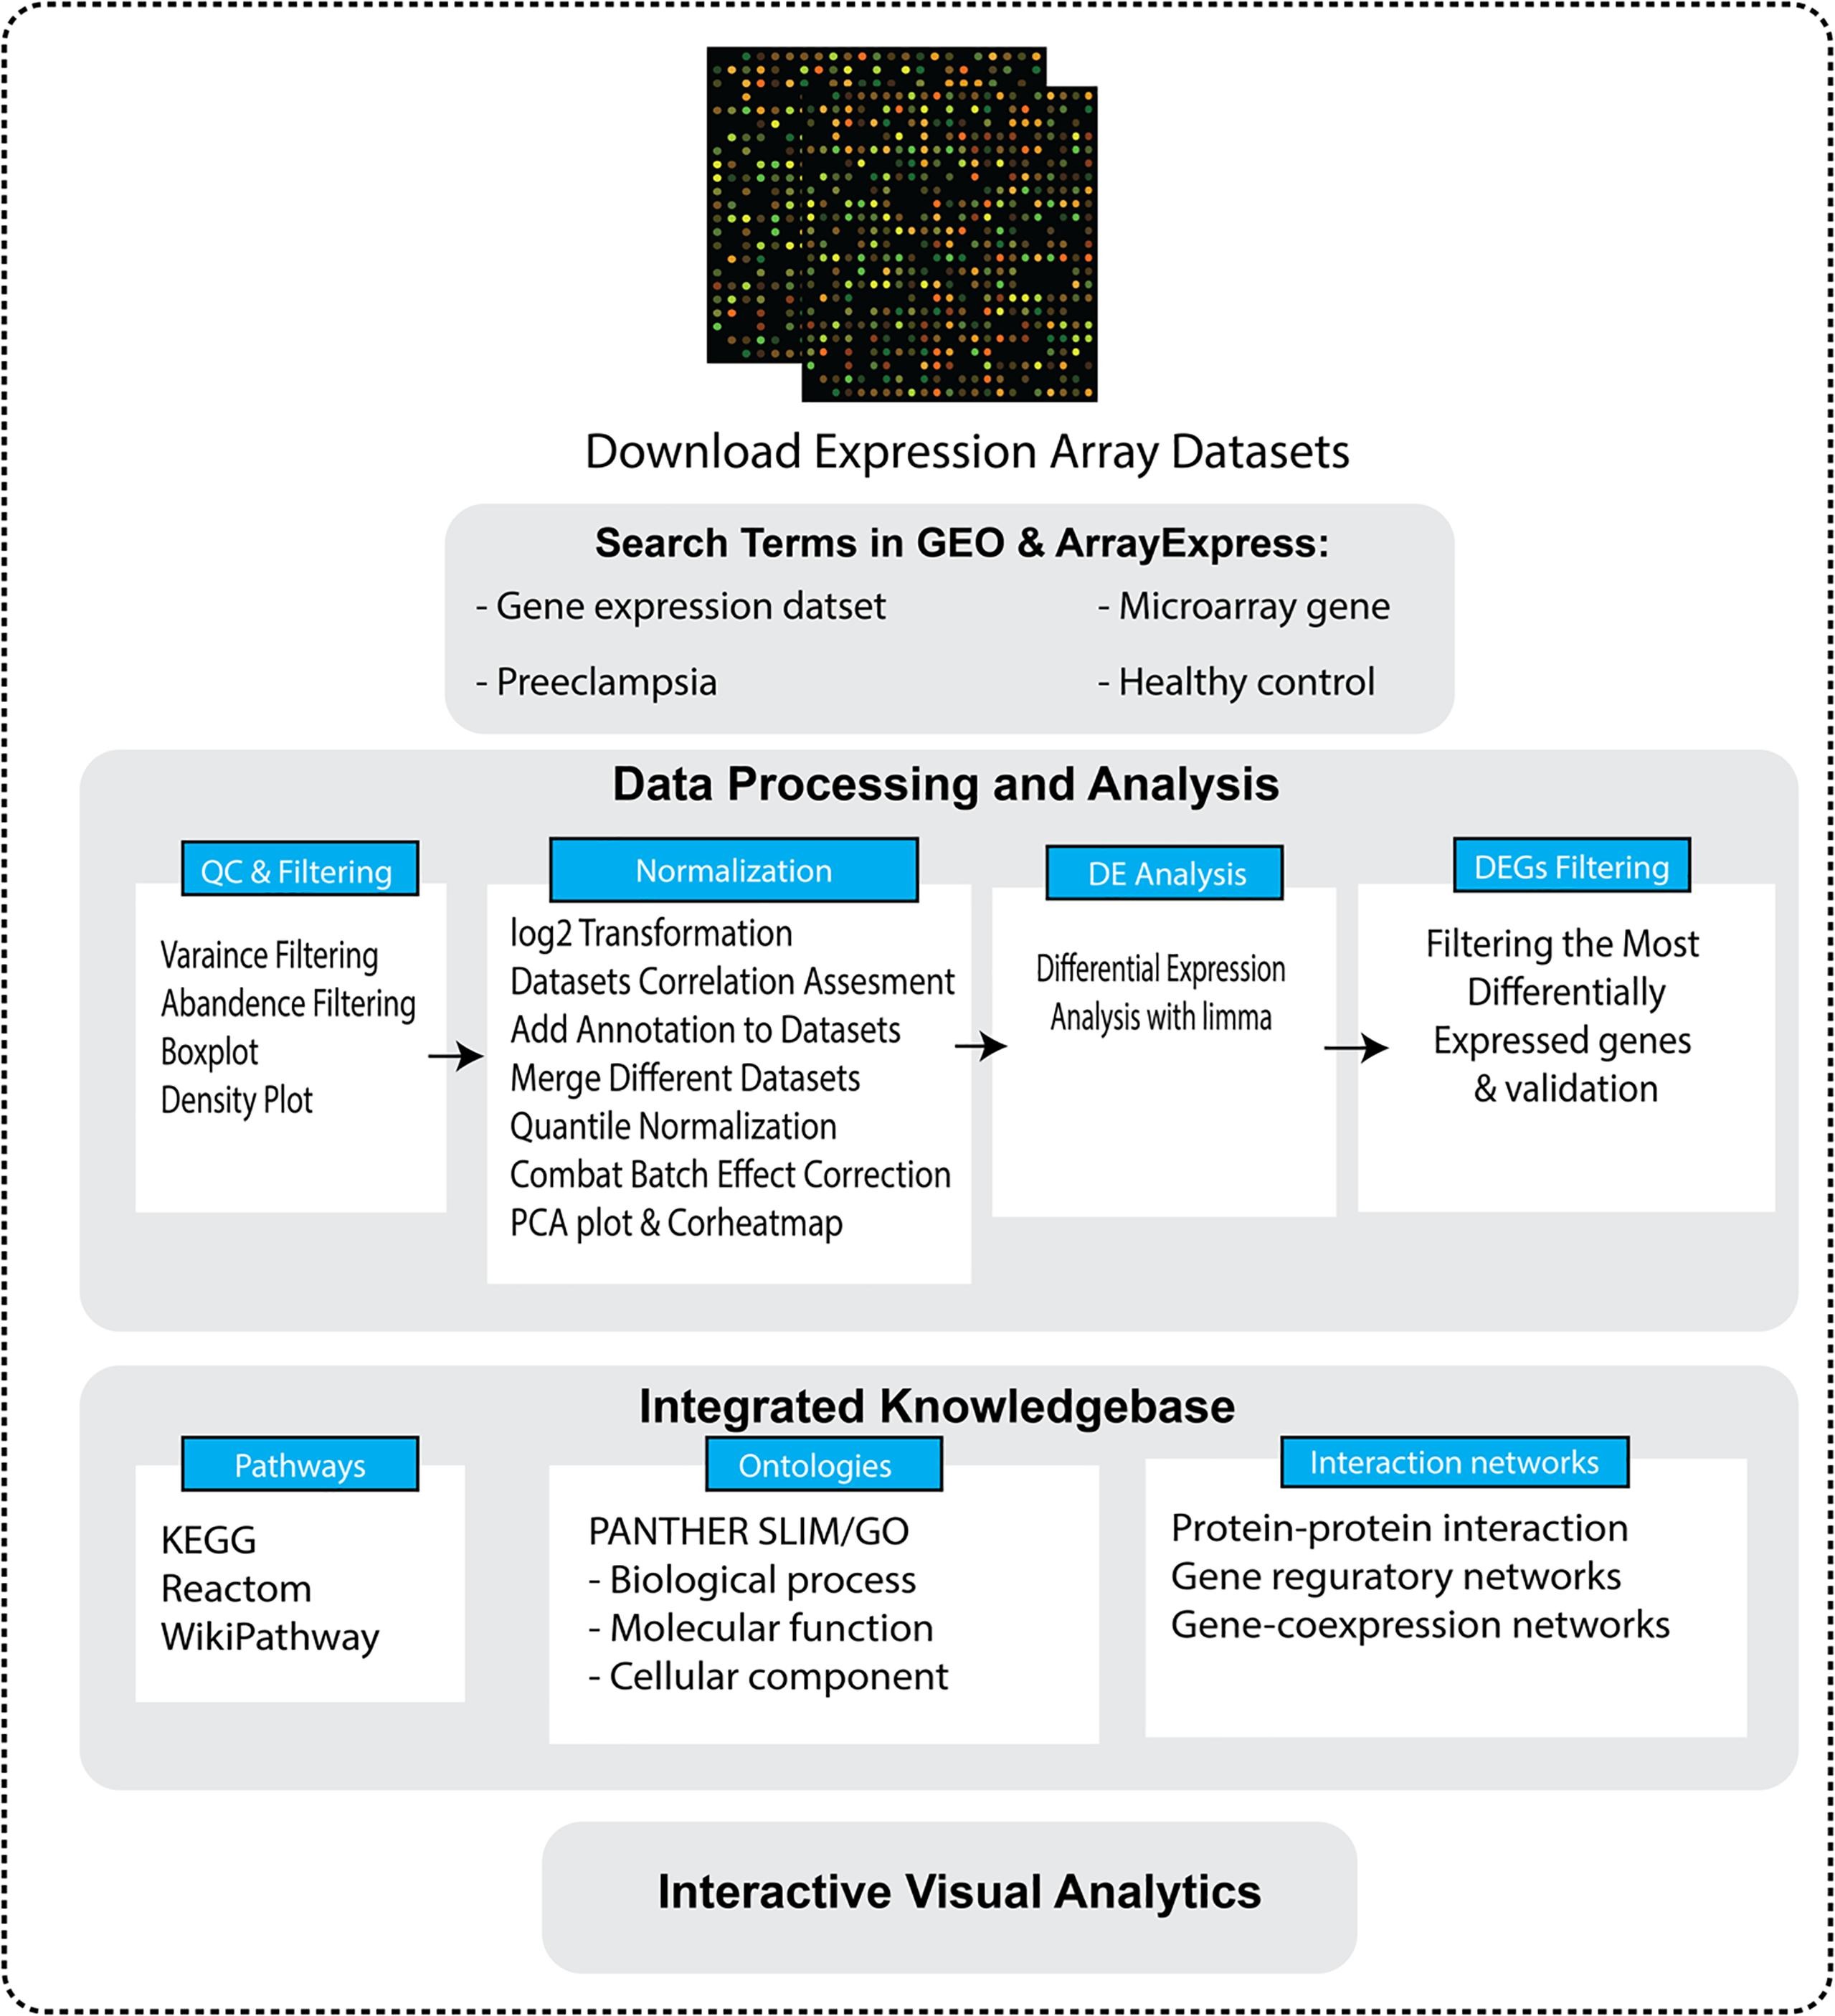 Download Expression Array Datasets
Search Terms in GEO & ArrayExpress:
- Gene expression datset
- Microarray gene
- Preeclampsia
- Healthy control
Data Processing and Analysis
QC & Filtering
Varaince Filtering
Abandence Filtering
Boxplot
Density Plot
Normalization
log2 Transformation
Datasets Correlation Assesment
Add Annotation to Datasets
Merge Different Datasets
Quantile Normalization
Combat Batch Effect Correction
PCA plot & Corheatmap
DE Analysis
Differential Expression
Analysis with limma
DEGs Filtering
Filtering the Most
Differentially
Expressed genes
& validation
Integrated Knowledgebase
Pathways
KEGG
Reactom
WikiPathway
Ontologies
PANTHER SLIM/GO
- Biological process
- Molecular function
- Cellular component
Interaction networks
Protein-protein interaction
Gene reguratory networks
Gene-coexpression networks
Interactive Visual Analytics